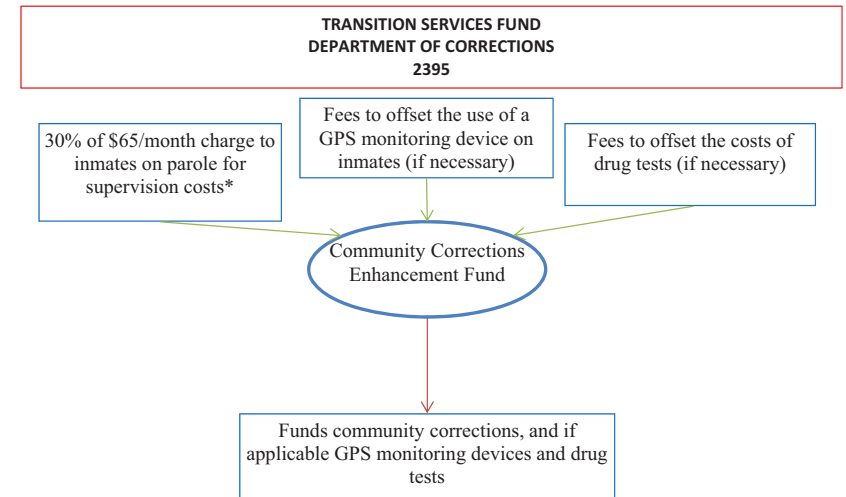 TRANSITION SERVICES FUND
DEPARTMENT OF CORRECTIONS
2395
30% of $65/month charge to
inmates on parole for
supervision costs*
Fees to offset the use of a
GPS monitoring device on
inmates (if necessary)
Fees to offset the costs of
drug tests (if necessary)
Community Corrections
Enhancement Fund
Funds community corrections, and if
applicable GPS monitoring devices and drug
tests